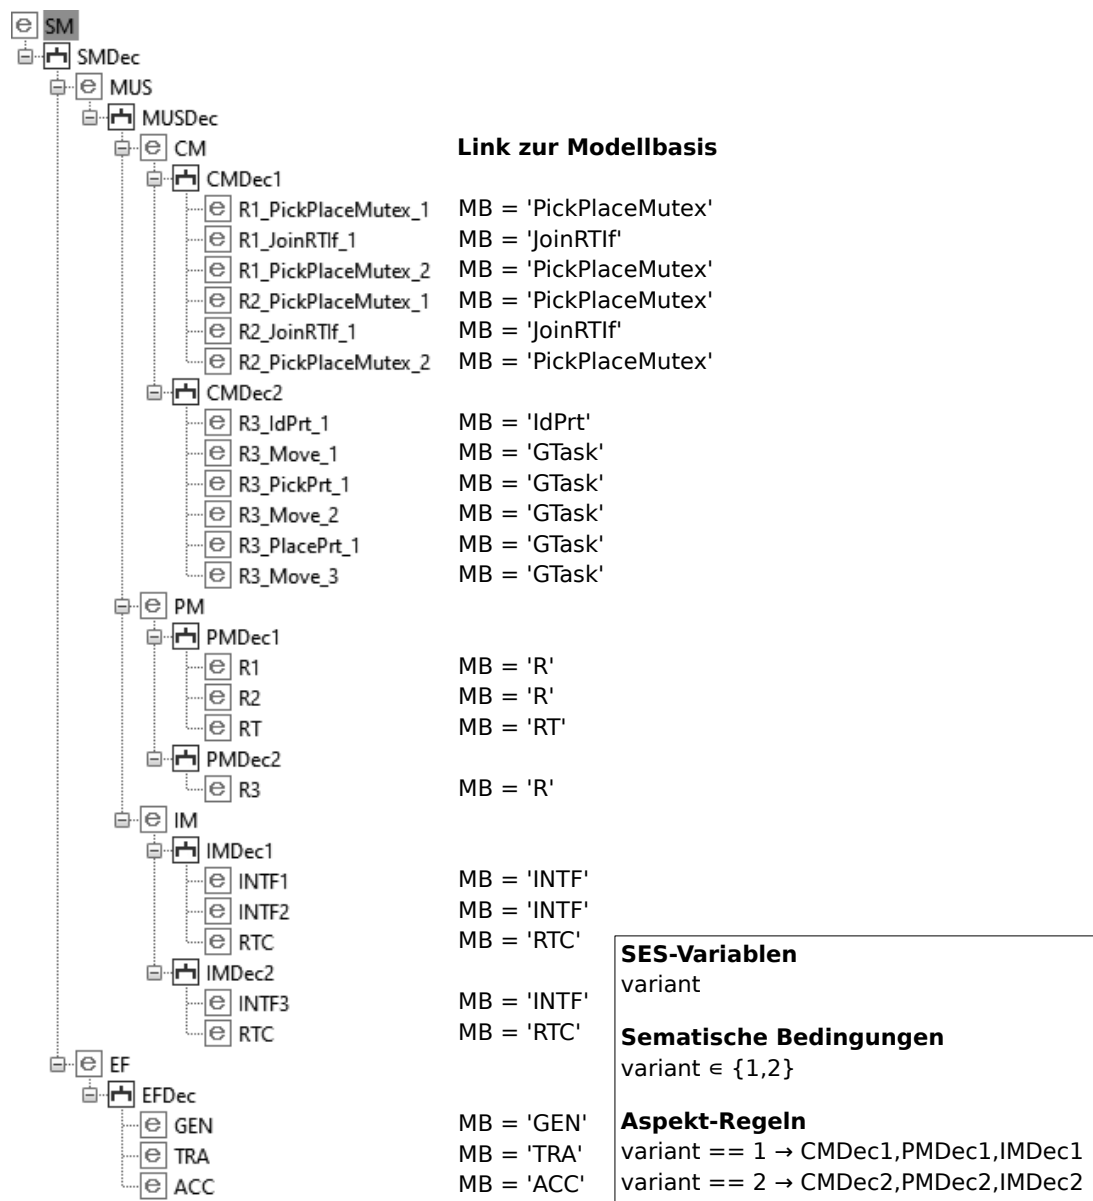 SM
SMDec
MUS
MUSDec
CM Link zur Modellbasis
CMDec1
R1_PickPlaceMutex_1 MB = 'PickPlaceMutex'
R1_JoinRTIf_1 MB = 'JoinRTIf'
R1_PickPlaceMutex_2 MB = 'PickPlaceMutex'
R2_PickPlaceMutex_1 MB = 'PickPlaceMutex'
R2_JoinRTIf_1 MB = 'JoinRTIf'
R2_PickPlaceMutex_2 MB = 'PickPlaceMutex'
CMDec2
R3_IdPrt_1 MB = 'IdPrt'
R3_Move_1 MB = 'GTask'
R3_PickPrt_1 MB = 'GTask'
R3_Move_2 MB = 'GTask'
R3_PlacePrt_1 MB = 'GTask'
R3_Move_3 MB = 'GTask'
PM
PMDec1
R1 MB = 'R'
R2 MB = 'R'
RT MB = 'RT'
PMDec2
R3 MB = 'R'
IM
IMDec1
INTF1 MB = 'INTF'
INTF2 MB = 'INTF'
RTC MB = 'RTC'
IMDec2
INTF3 MB = 'INTF'
RTC MB = 'RTC'
EF
EFDec
GEN MB = 'GEN'
TRA MB = 'TRA'
ACC MB = 'ACC'
SES-Variablen
variant
Sematische Bedingungen
variant ∈ {1,2}
Aspekt-Regeln
variant == 1 → CMDec1,PMDec1,IMDec1
variant == 2 → CMDec2,PMDec2,IMDec2